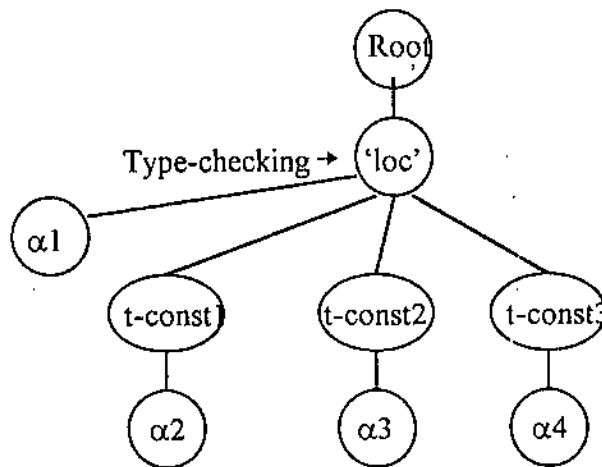 Root
Type-checking → ‘loc’
α1
t-const1 t-const2 t-const3
α2 α3 α4